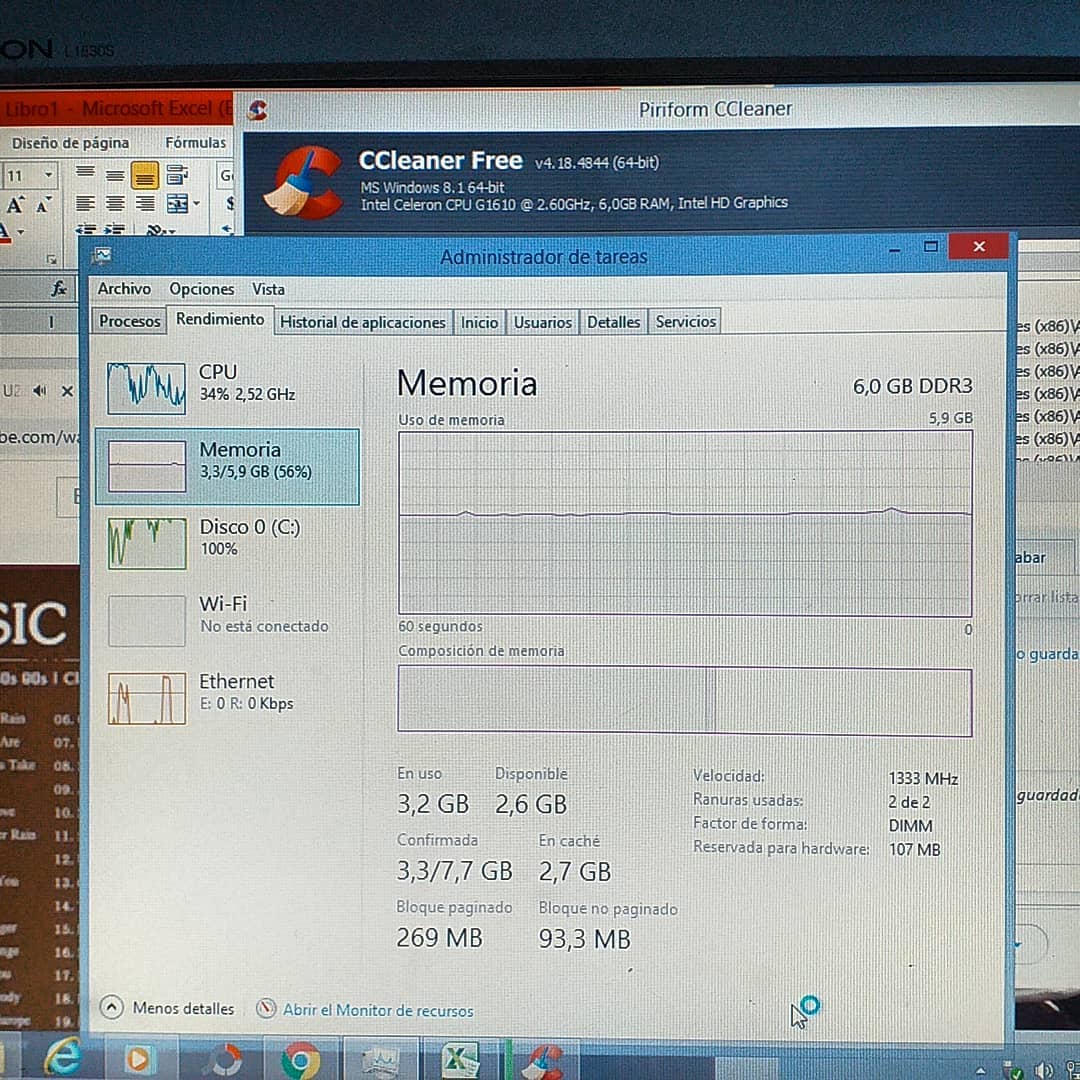 ON L1830S
Libro1 - Microsoft Excel (E
Piriform CCleaner
Diseño de página Fórmulas
CCleaner Free v4.18.4844 (64-bit)
MS Windows 8.1 64-bit
Intel Celeron CPU G1610 @ 2.60GHz, 6,0GB RAM, Intel HD Graphics
11
A A
$
fx
I
U2
be.com/wa
SIC
Administrador de tareas
Archivo Opciones Vista
Procesos Rendimiento Historial de aplicaciones Inicio Usuarios Detalles Servicios
CPU
34% 2,52 GHz
Memoria
3,3/5,9 GB (56%)
Disco 0 (C:)
100%
Wi-Fi
No está conectado
Ethernet
E: 0 R: 0 Kbps
Memoria 6,0 GB DDR3
Uso de memoria 5,9 GB
60 segundos 0
Composición de memoria
En uso Disponible
3,2 GB 2,6 GB
Confirmada En caché
3,3/7,7 GB 2,7 GB
Bloque paginado Bloque no paginado
269 MB 93,3 MB
Velocidad: 1333 MHz
Ranuras usadas: 2 de 2
Factor de forma: DIMM
Reservada para hardware: 107 MB
Menos detalles Abrir el Monitor de recursos
es (x86)\
es (x86)\
es (x86)\
es (x86)\
es (x86)\
es (x86)\
abar
orrar lista
o guarda
guardad
Rain 06.
Are 07.
Take 08.
09.
10.
er Rain 11.
12.
You 13.
14.
15.
16.
17.
18.
19.